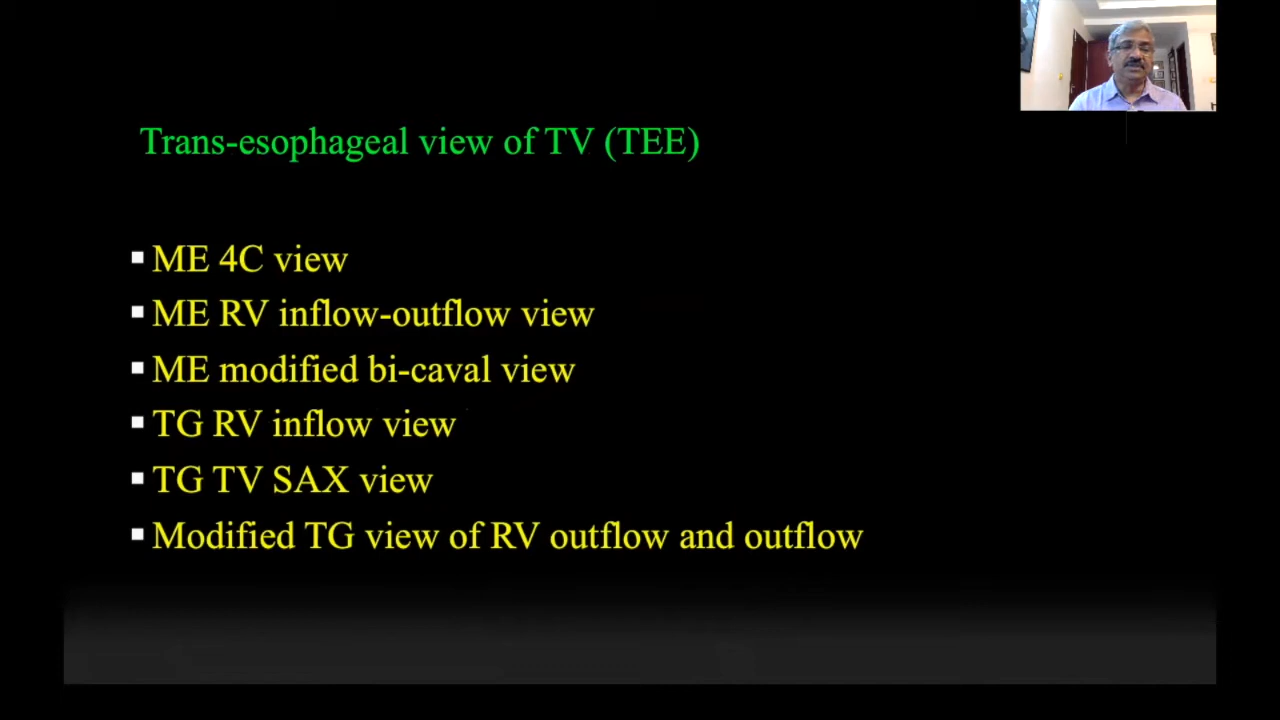 Trans-esophageal view of TV (TEE)
▪ ME 4C view
▪ ME RV inflow-outflow view
▪ ME modified bi-caval view
▪ TG RV inflow view
▪ TG TV SAX view
▪ Modified TG view of RV outflow and outflow